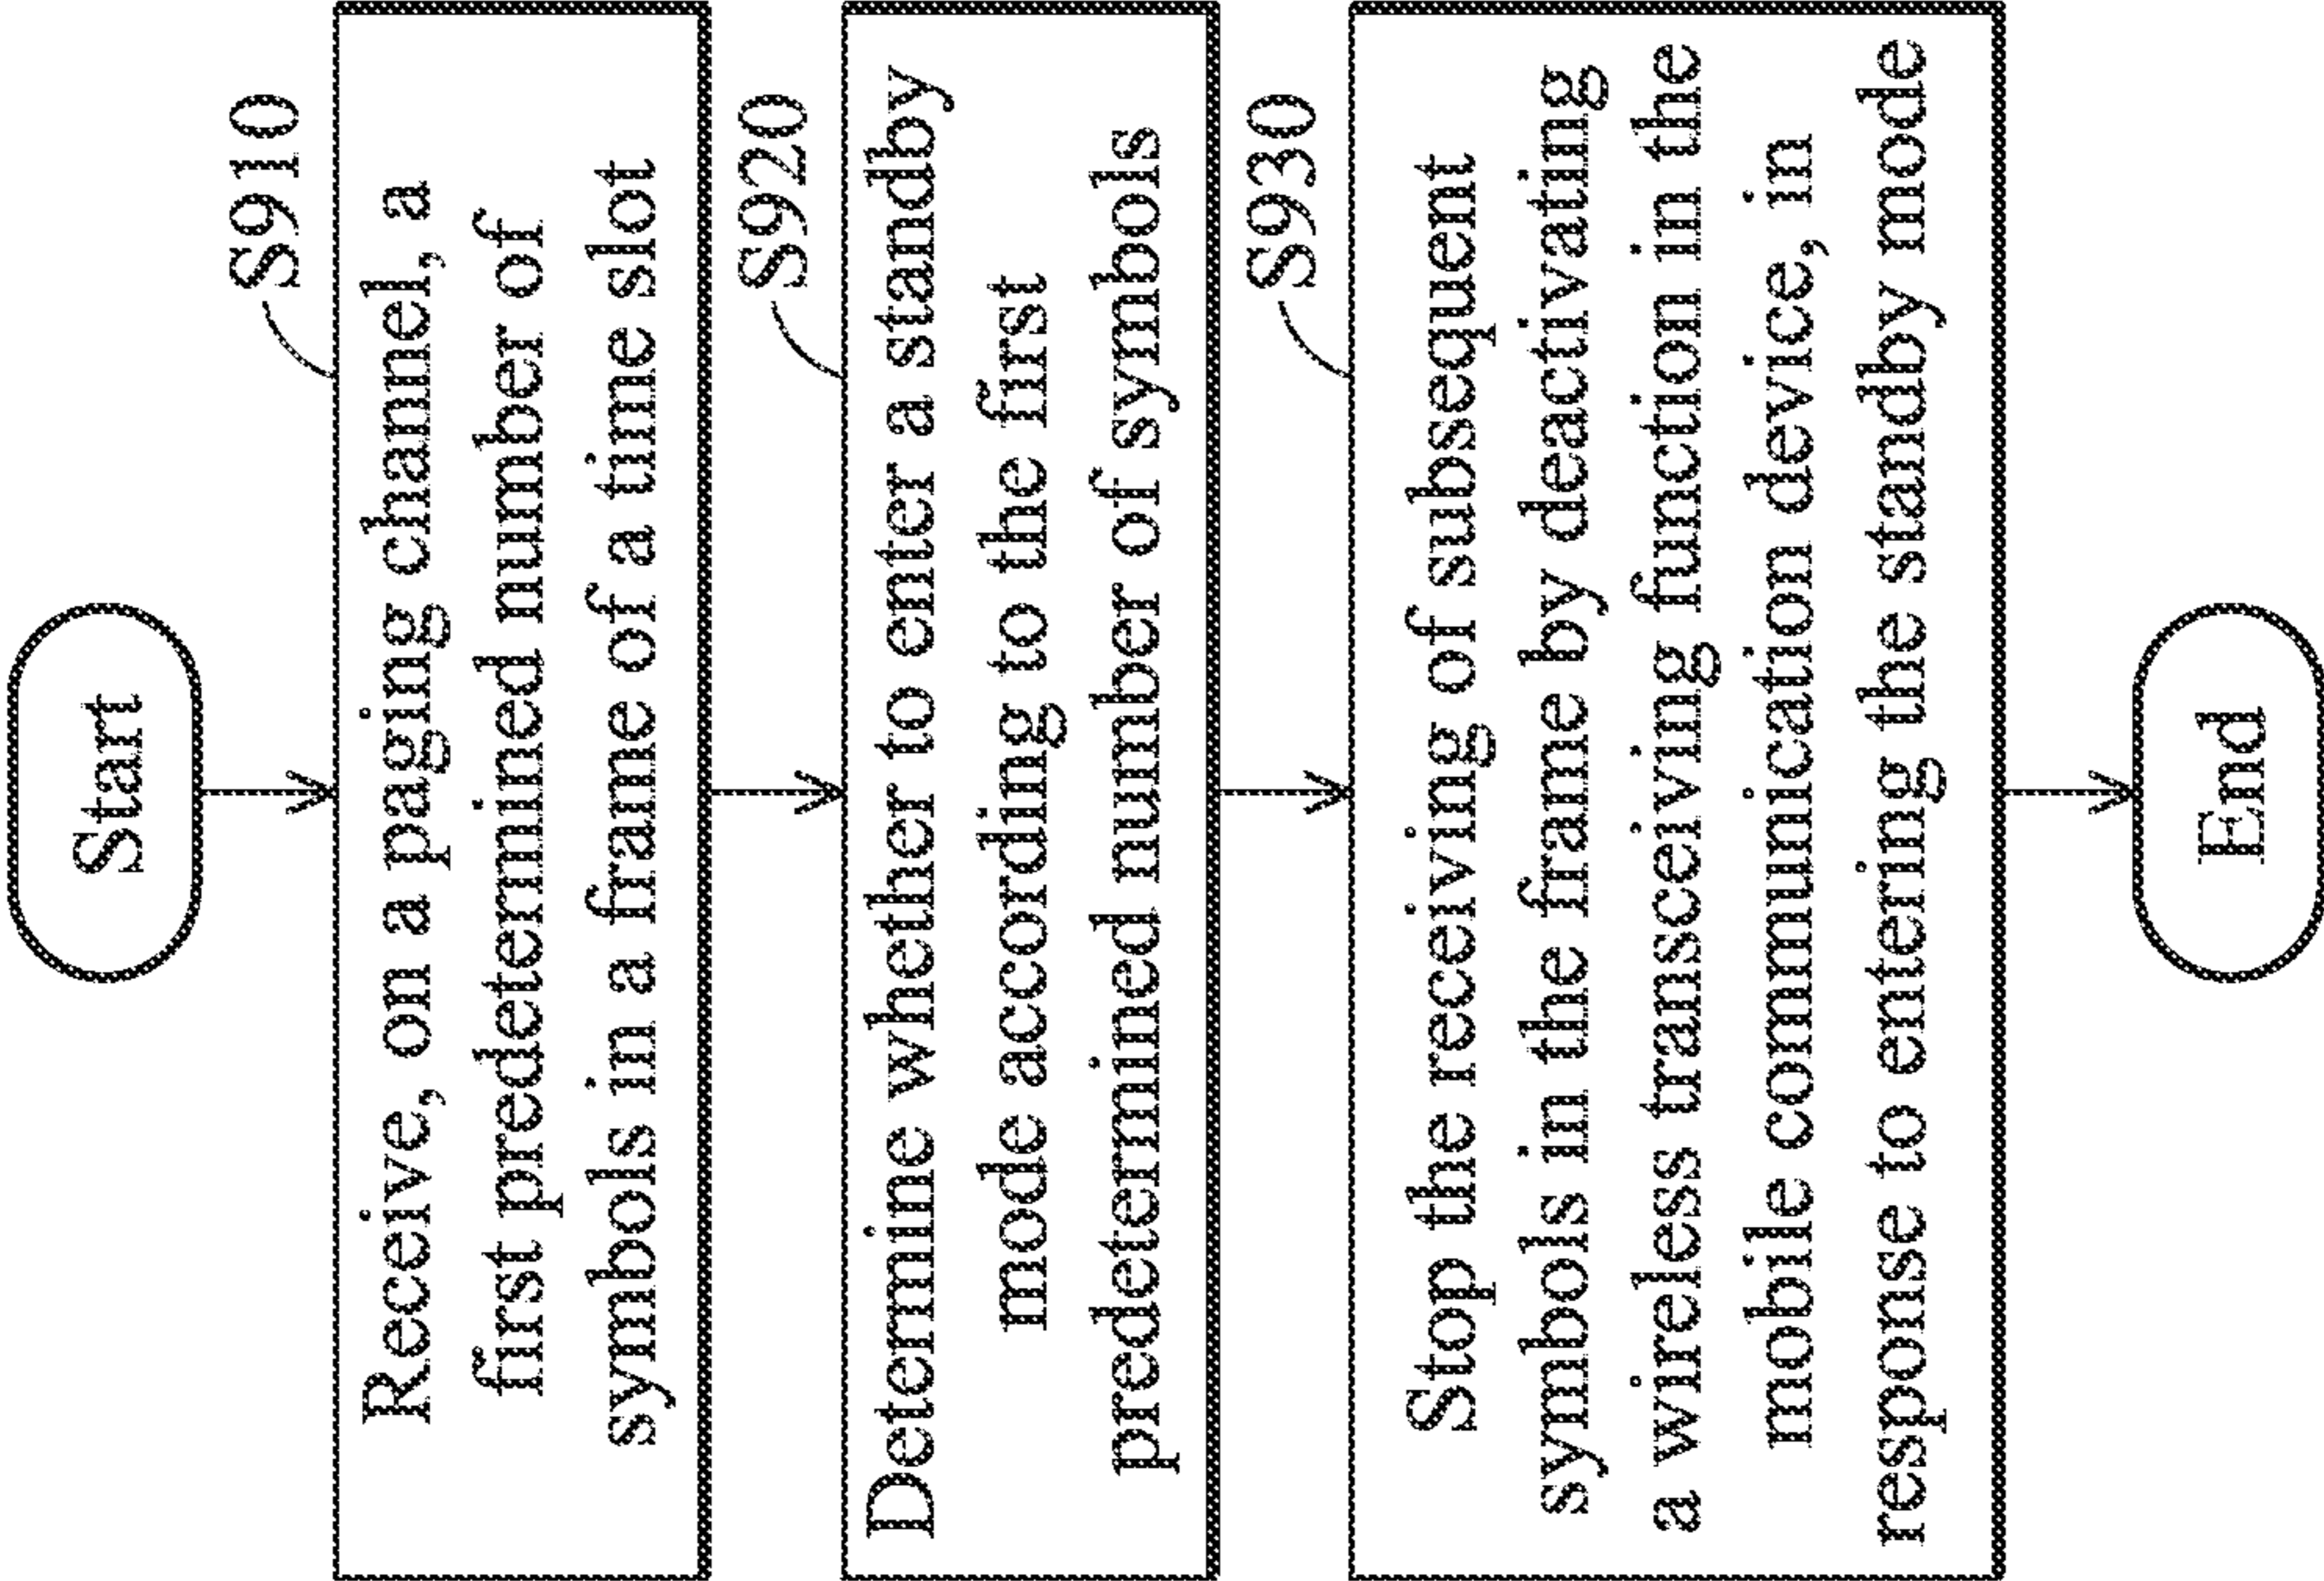 Start
S910
Receive, on a paging channel, a
first predetermined number of
symbols in a frame of a time slot
S920
Determine whether to enter a standby
mode according to the first
predetermined number of symbols
S930
Stop the receiving of subsequent
symbols in the frame by deactivating
a wireless transceiving function in the
mobile communication device, in
response to entering the standby mode
End